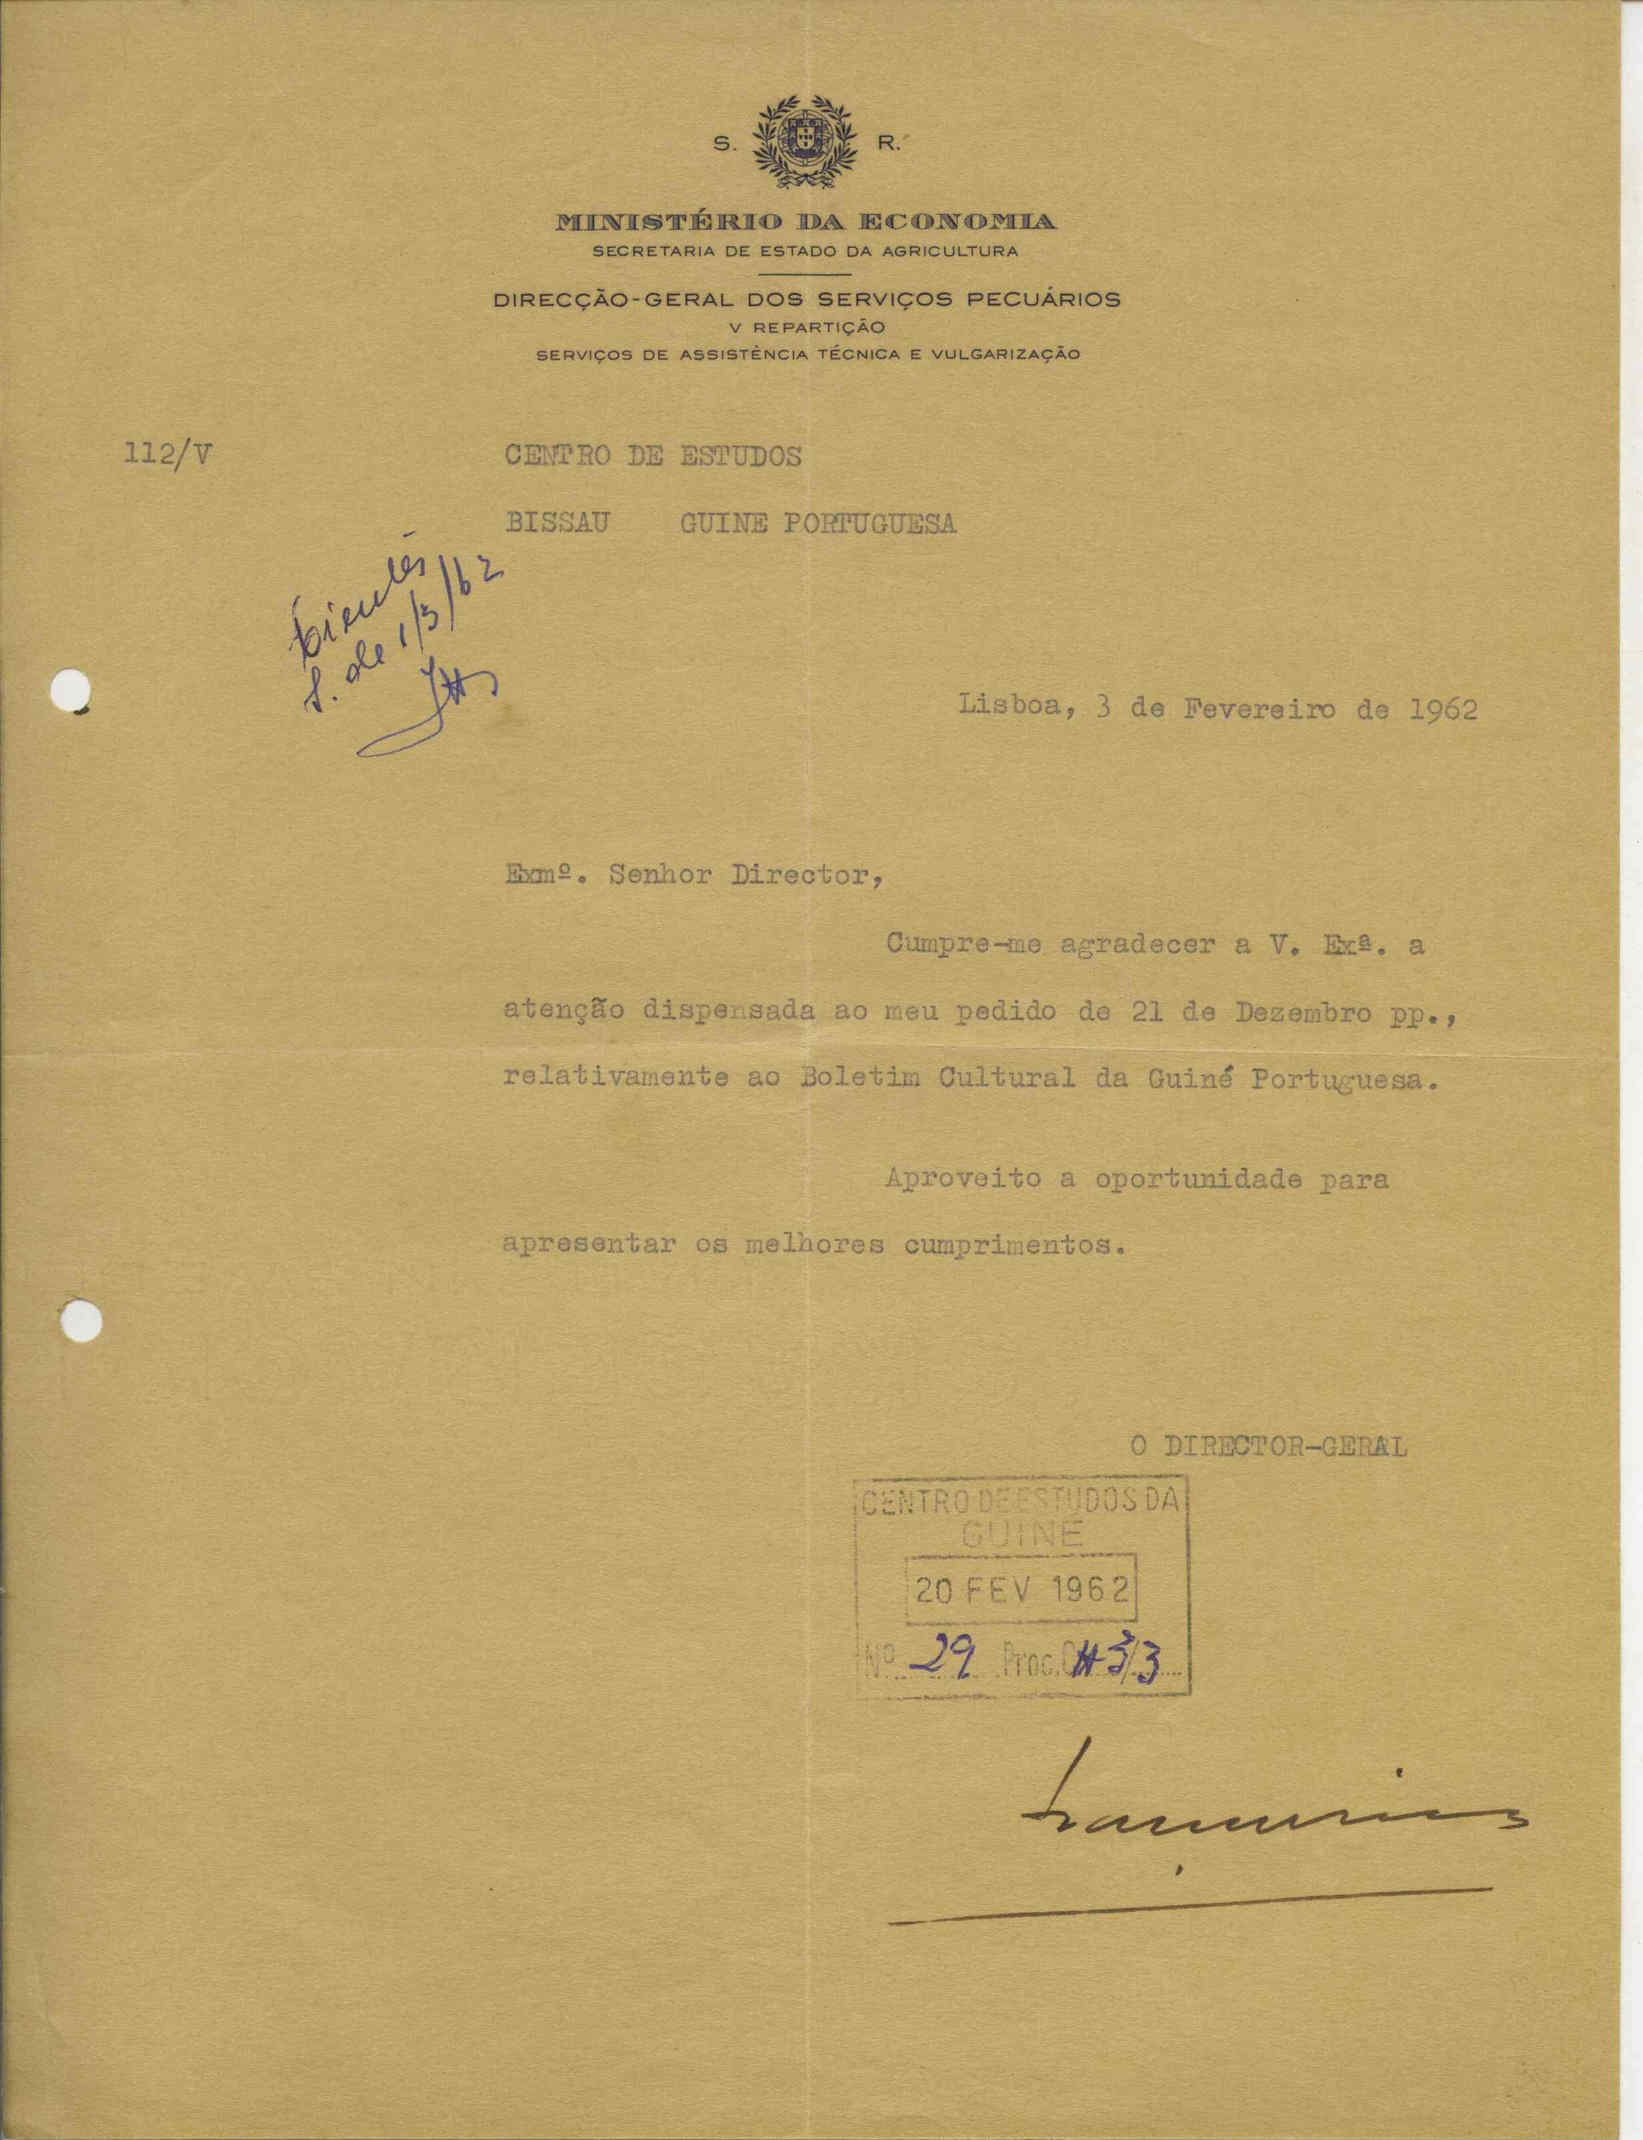 S. R.
MINISTÉRIO DA ECONOMIA
SECRETARIA DE ESTADO DA AGRICULTURA
DIRECÇÃO-GERAL DOS SERVIÇOS PECUÁRIOS
V REPARTIÇÃO
SERVIÇOS DE ASSISTÊNCIA TÉCNICA E VULGARIZAÇÃO
112/V
CENTRO DE ESTUDOS
BISSAU GUINE PORTUGUESA
S. de 1/3/62
Lisboa, 3 de Fevereiro de 1962
Exmº. Senhor Director,
Cumpre-me agradecer a V. Exª. a
atenção dispensada ao meu pedido de 21 de Dezembro pp.,
relativamente ao Boletim Cultural da Guiné Portuguesa.
Aproveito a oportunidade para
apresentar os melhores cumprimentos.
O DIRECTOR-GERAL
CENTRO DE ESTUDOS DA
GUINÉ
20 FEV 1962
Nº 29 Proc.